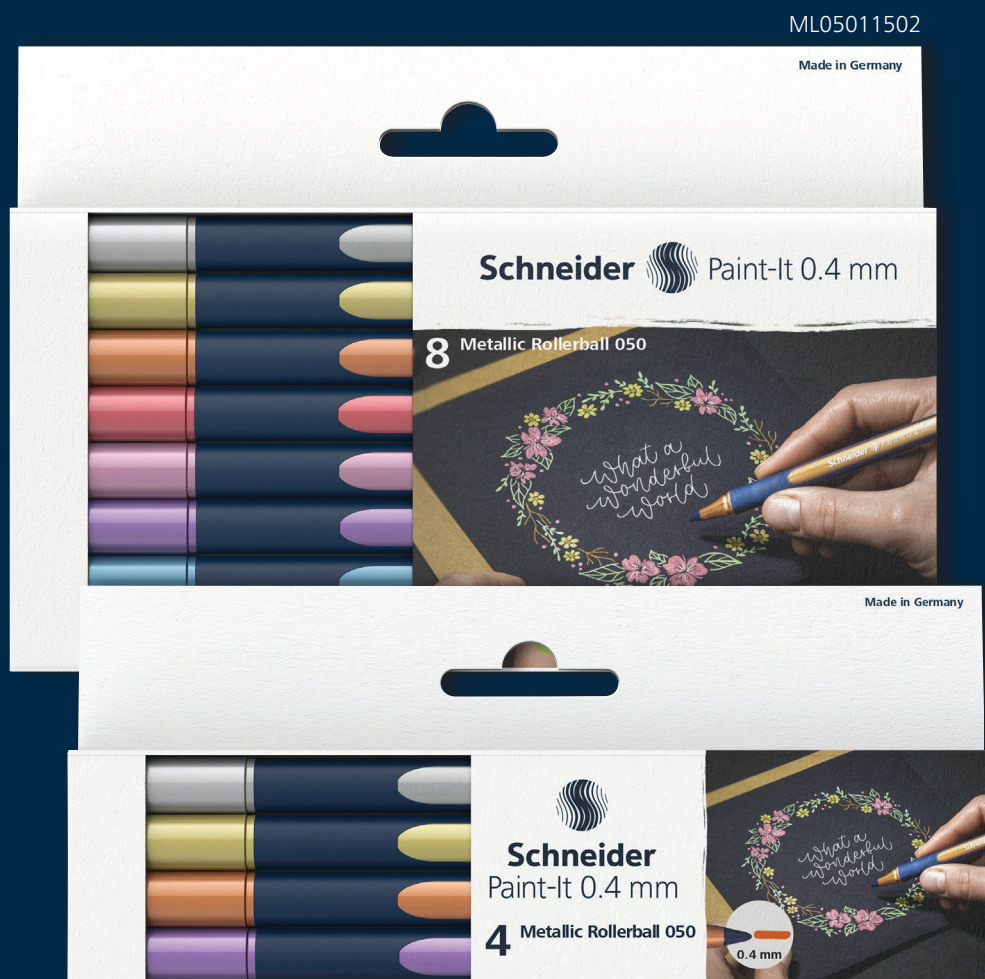 ML05011502
Made in Germany
Schneider Paint-It 0.4 mm
8 Metallic Rollerball 050
what a
wonderful
world
Schneider
Made in Germany
Schneider
Paint-It 0.4 mm
4 Metallic Rollerball 050
what a
wonderful
world
0.4 mm